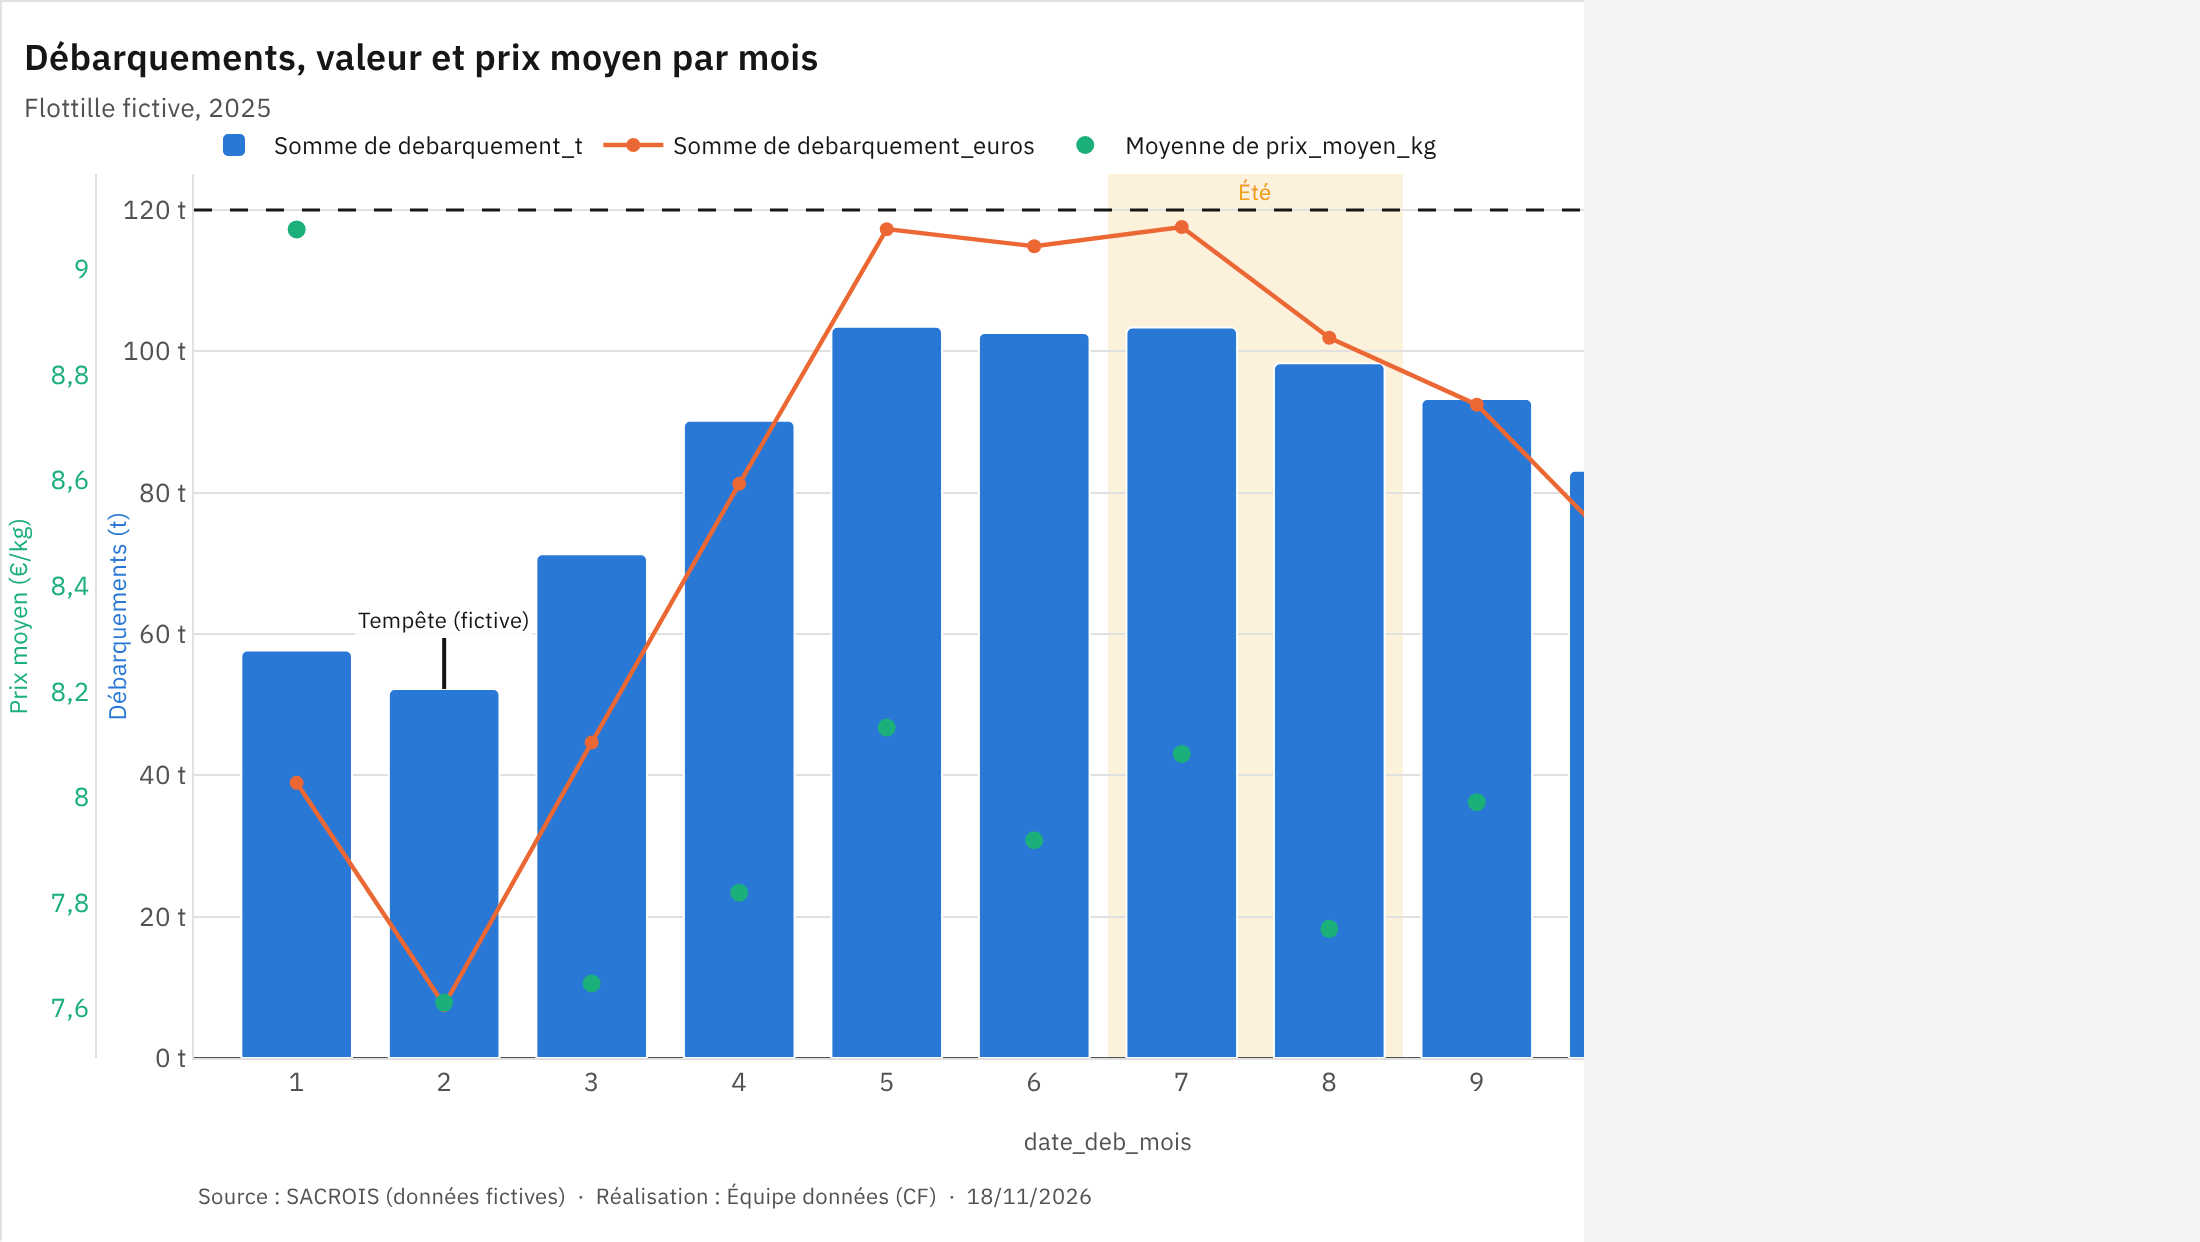 Débarquements, valeur et prix moyen par mois
Flottille fictive, 2025
Somme de debarquement_t
Somme de debarquement_euros
Moyenne de prix_moyen_kg
Été
Prix moyen (€/kg)
9
8,8
8,6
8,4
8,2
8
7,8
7,6
Débarquements (t)
120 t
100 t
80 t
60 t
40 t
20 t
0 t
Tempête (fictive)
1 2 3 4 5 6 7 8 9
date_deb_mois
Source : SACROIS (données fictives) · Réalisation : Équipe données (CF) · 18/11/2026